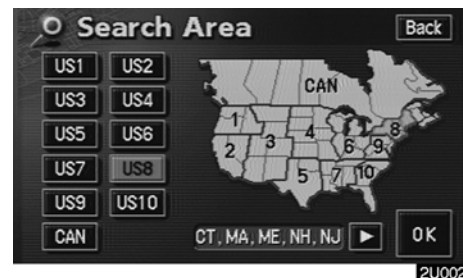 Search Area
Back
US1 US2
US3 US4
US5 US6
US7 US8
US9 US10
CAN
CAN
1
2
3
4
5
6
7
8
9
10
CT, MA, ME, NH, NJ
OK
2U002